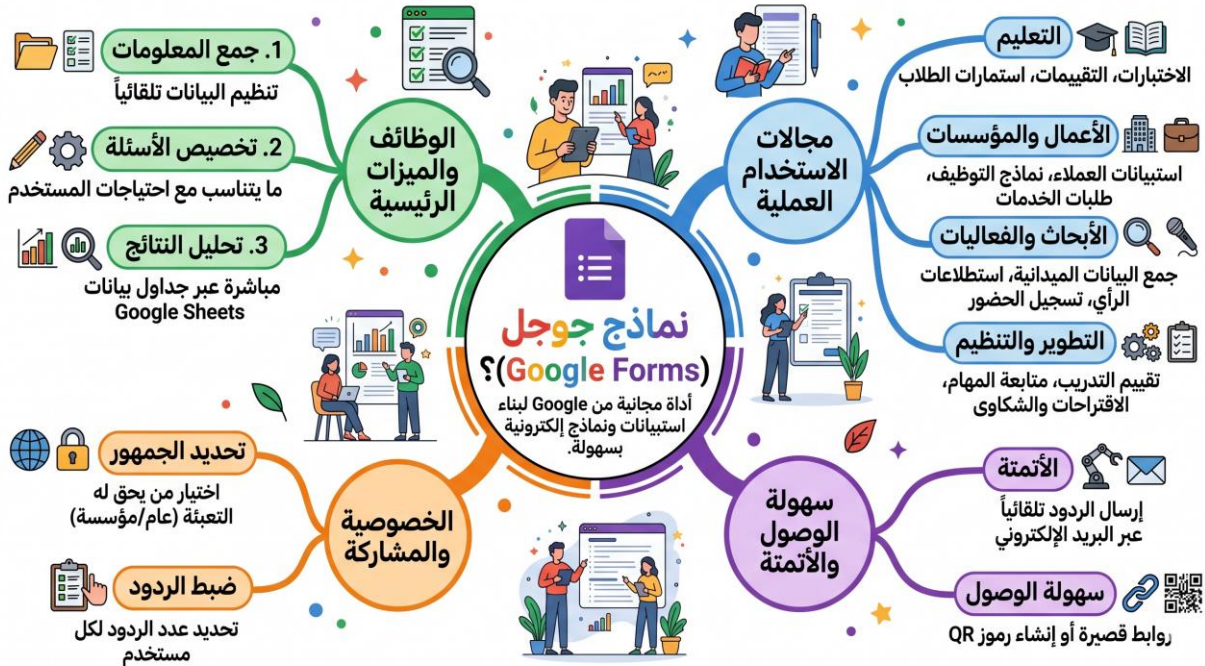 نماذج جوجل
(Google Forms)؟
أداة مجانية من Google لبناء
استبيانات ونماذج إلكترونية
بسهولة.
مجالات
الاستخدام
العملية
التعليم
الاختبارات، التقييمات، استمارات الطلاب
الأعمال والمؤسسات
استبيانات العملاء، نماذج التوظيف،
طلبات الخدمات
الأبحاث والفعاليات
جمع البيانات الميدانية، استطلاعات
الرأي، تسجيل الحضور
التطوير والتنظيم
تقييم التدريب، متابعة المهام،
الاقتراحات والشكاوى
الوظائف
والميزات
الرئيسية
1. جمع المعلومات
تنظيم البيانات تلقائياً
2. تخصيص الأسئلة
ما يتناسب مع احتياجات المستخدم
3. تحليل النتائج
مباشرة عبر جداول بيانات
Google Sheets
سهولة
الوصول
والأتمتة
الأتمتة
إرسال الردود تلقائياً
عبر البريد الإلكتروني
سهولة الوصول
روابط قصيرة أو إنشاء رموز QR
الخصوصية
والمشاركة
تحديد الجمهور
اختيار من يحق له
التعبئة (عام/مؤسسة)
ضبط الردود
تحديد عدد الردود لكل
مستخدم